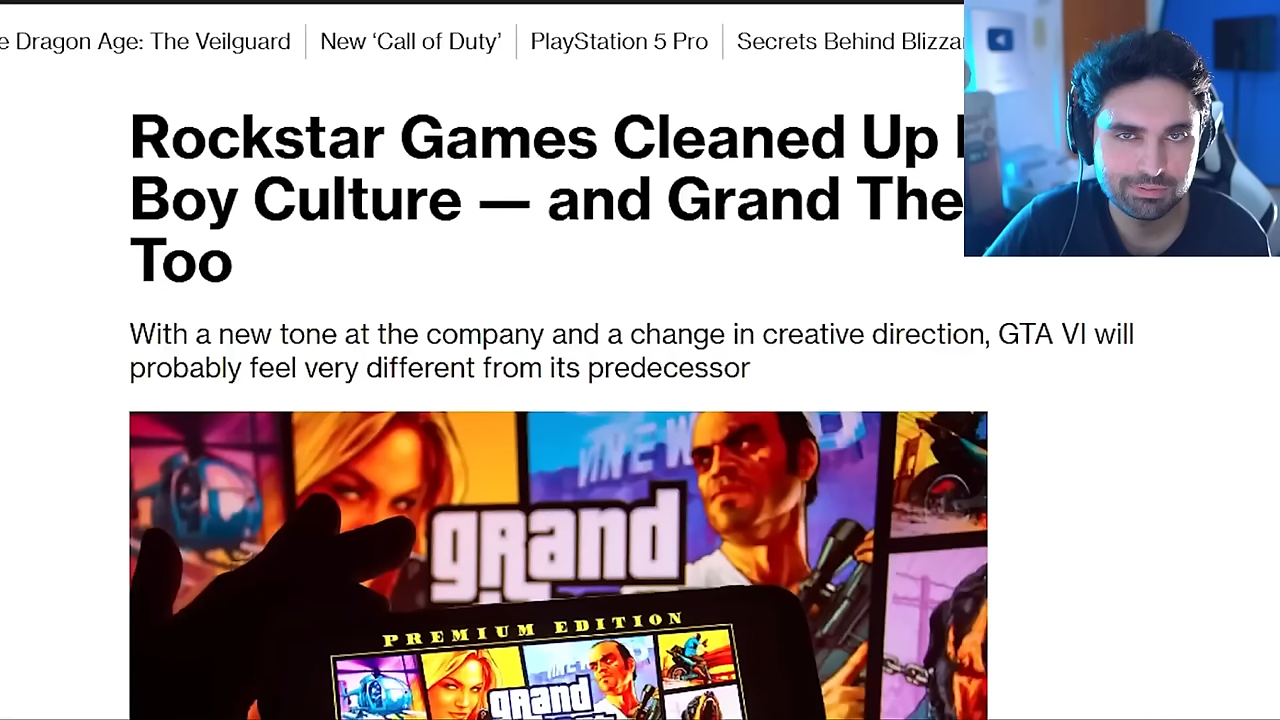 e Dragon Age: The Veilguard
New ‘Call of Duty’
PlayStation 5 Pro
Secrets Behind Blizza
Rockstar Games Cleaned Up
Boy Culture — and Grand The
Too
With a new tone at the company and a change in creative direction, GTA VI will
probably feel very different from its predecessor
grand
PREMIUM EDITION
grand